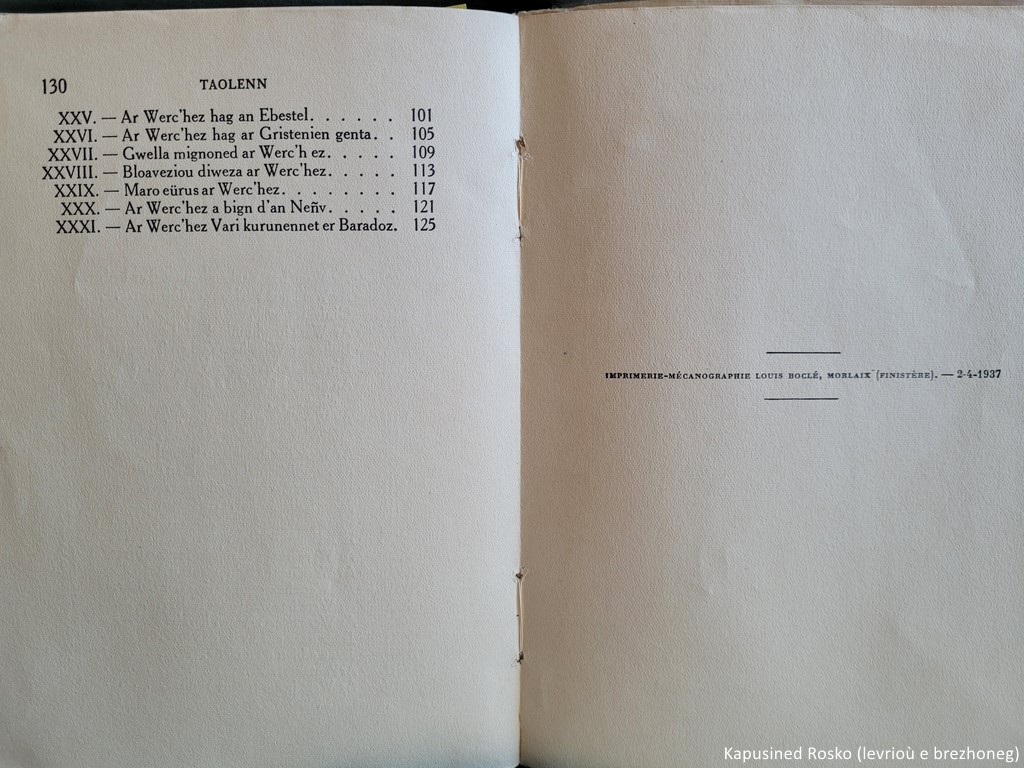 130 TAOLENN
XXV. — Ar Werc'hez hag an Ebestel. . . . . . 101
XXVI. — Ar Werc'hez hag ar Gristenien genta. . 105
XXVII. — Gwella mignoned ar Werc'h ez. . . . . 109
XXVIII. — Bloaveziou diweza ar Werc'hez. . . . . 113
XXIX. — Maro eürus ar Werc'hez. . . . . . . . 117
XXX. — Ar Werc'hez a bign d'an Neñv. . . . . 121
XXXI. — Ar Werc'hez Vari kurunennet er Baradoz. 125
IMPRIMERIE-MÉCANOGRAPHIE LOUIS BOCLÉ, MORLAIX (FINISTÈRE). — 2-4-1937
Kapusined Rosko (levrioù e brezhoneg)